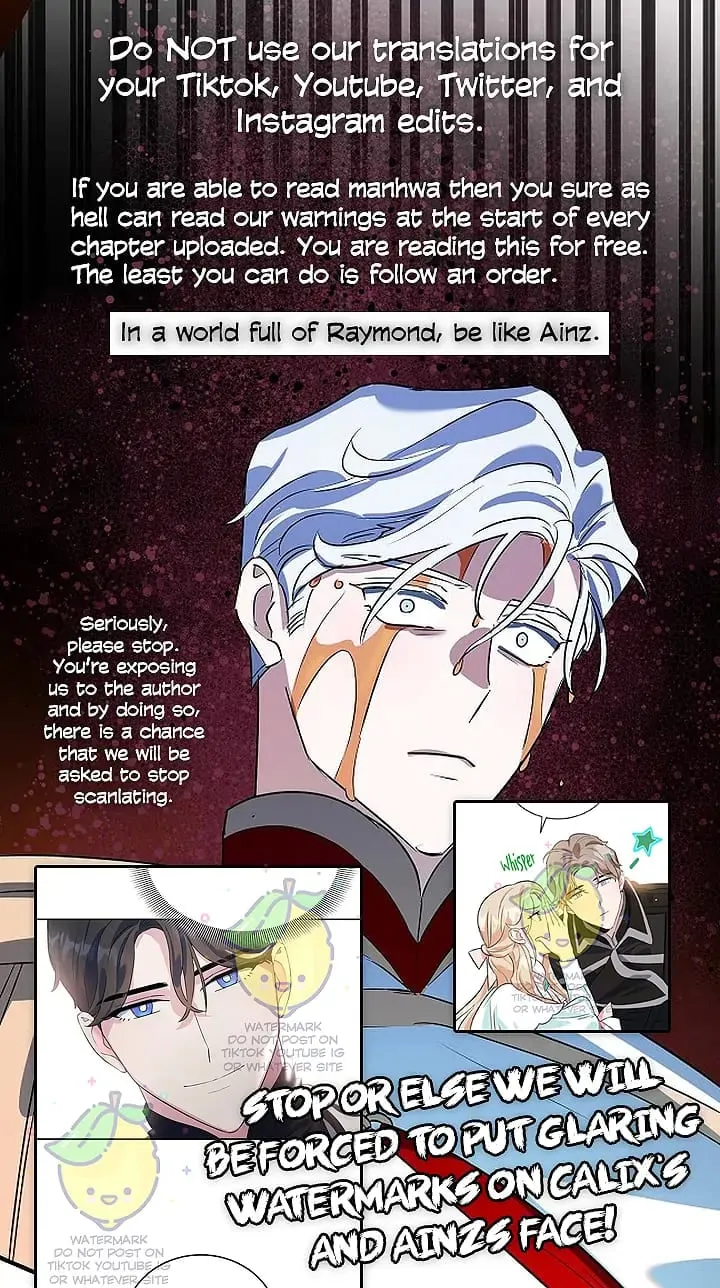 Do NOT use our translations for
your Tiktok, Youtube, Twitter, and
Instagram edits.
If you are able to read manhwa then you sure as
hell can read our warnings at the start of every
chapter uploaded. You are reading this for free.
The least you can do is follow an order.
In a world full of Raymond, be like Ainz.
Seriously,
please stop.
You're exposing
us to the author
and by doing so,
there is a chance
that we will be
asked to stop
scanlating.
Whisper
WATERMARK
DO NOT POST ON
TIKTOK YOUTUBE IG
OR WHATEVER SITE
STOP OR ELSE WE WILL
BE FORCED TO PUT GLARING
WATERMARKS ON CALIX'S
AND AINZS FACE!
WATERMARK
DO NOT POST ON
TIKTOK YOUTUBE IG
OR WHATEVER SITE